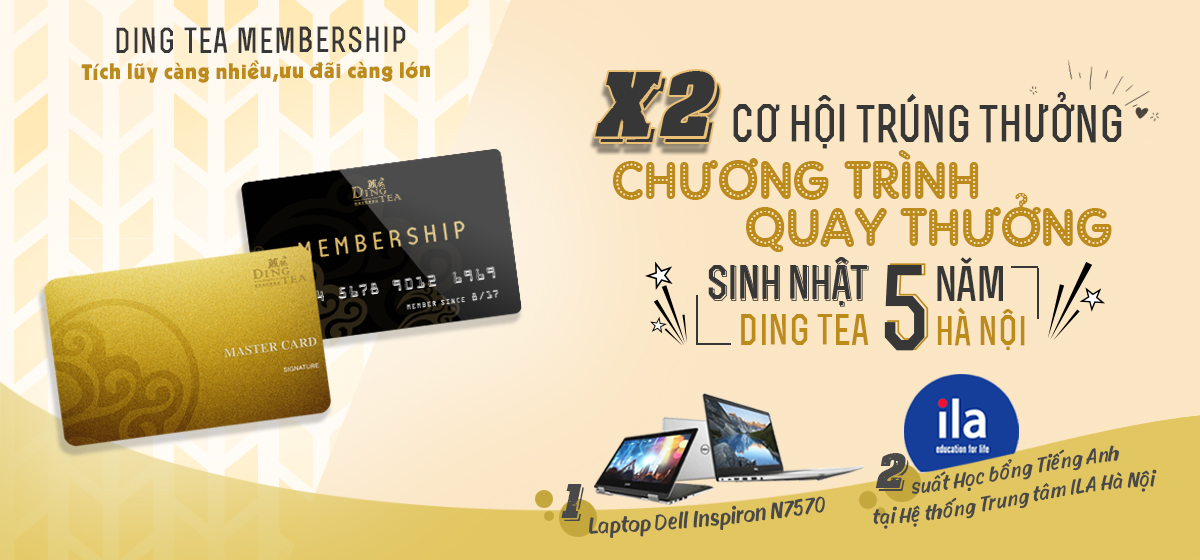 DING TEA MEMBERSHIP
Tích lũy càng nhiều,ưu đãi càng lớn
X2 CƠ HỘI TRÚNG THƯỞNG
CHƯƠNG TRÌNH
QUAY THƯỞNG
SINH NHẬT 5 NĂM
DING TEA HÀ NỘI
DING TEA
MEMBERSHIP
4 5678 9012 6969
MEMBER SINCE 8/17
DING TEA
MASTER CARD
SIGNATURE
ila
education for life
1 Laptop Dell Inspiron N7570
2 suất Học bổng Tiếng Anh
tại Hệ thống Trung tâm ILA Hà Nội